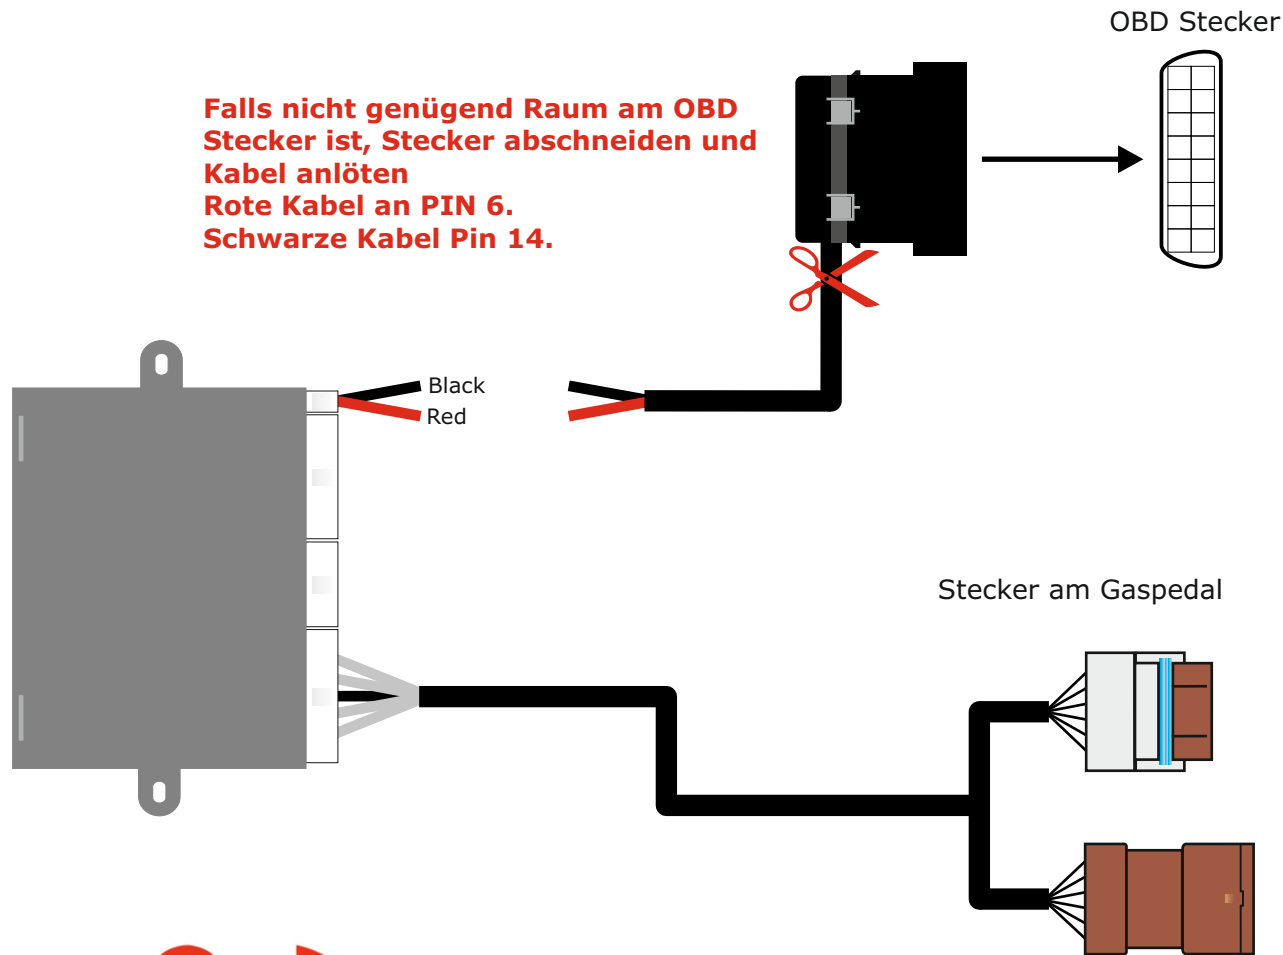 OBD Stecker
Falls nicht genügend Raum am OBD
Stecker ist, Stecker abschneiden und
Kabel anlöten
Rote Kabel an PIN 6.
Schwarze Kabel Pin 14.
Black
Red
Stecker am Gaspedal